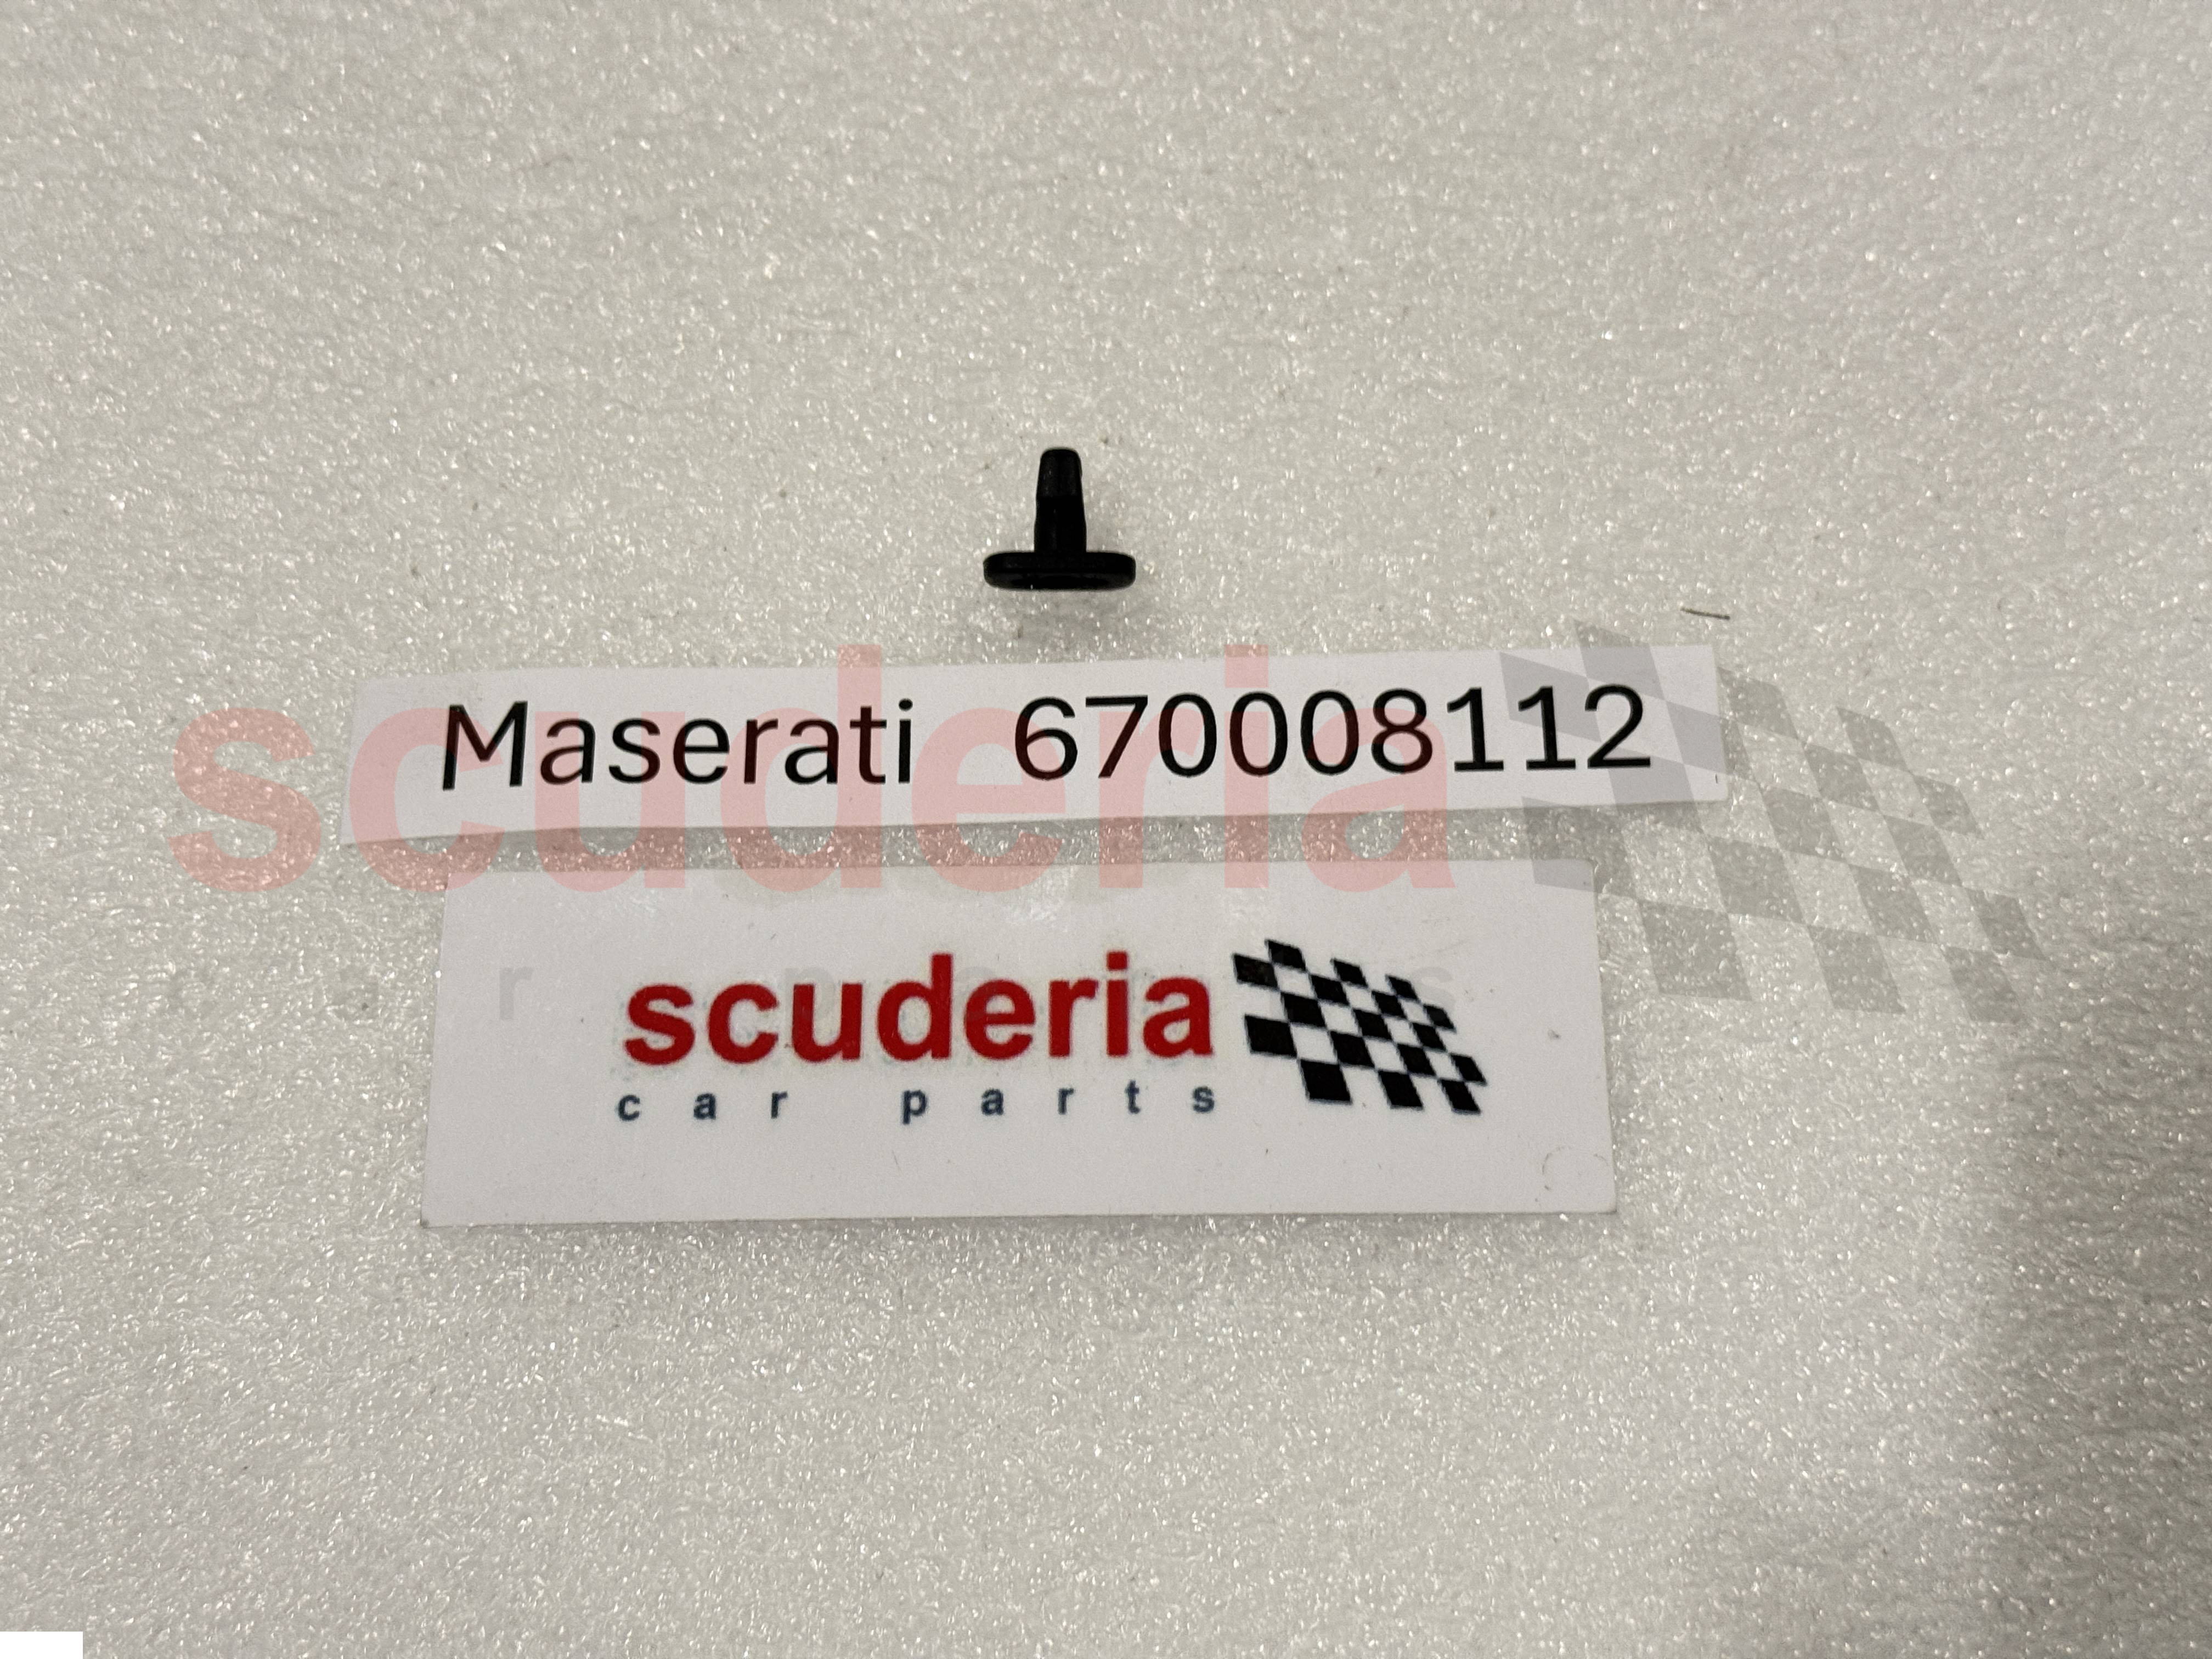 Maserati 670008112
scuderia
scuderia
car parts